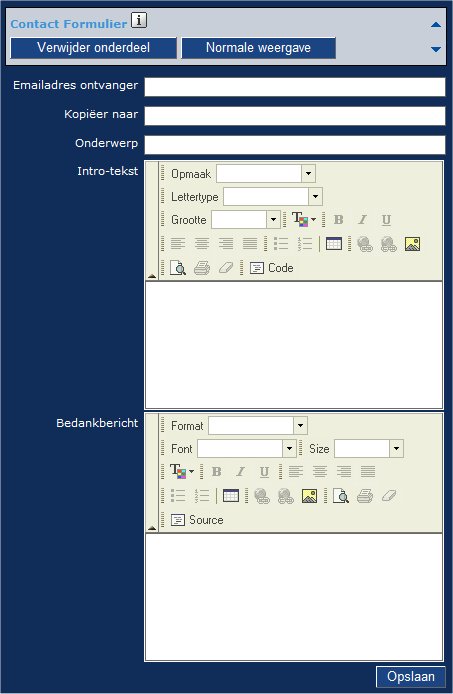 Contact Formulier i
Verwijder onderdeel Normale weergave
Emailadres ontvanger
Kopiëer naar
Onderwerp
Intro-tekst
Opmaak
Lettertype
Grootte T B I U
Code
Bedankbericht
Format
Font Size
T B I U
Source
Opslaan